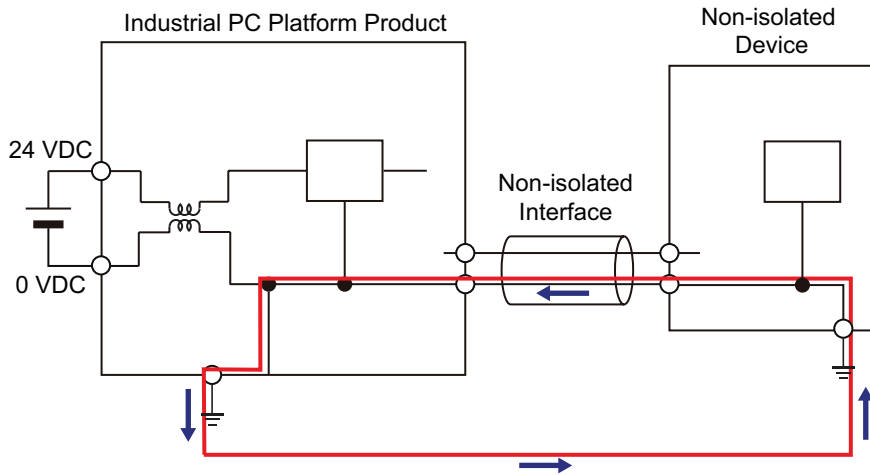 Industrial PC Platform Product
Non-isolated
Device
24 VDC
Non-isolated
Interface
0 VDC